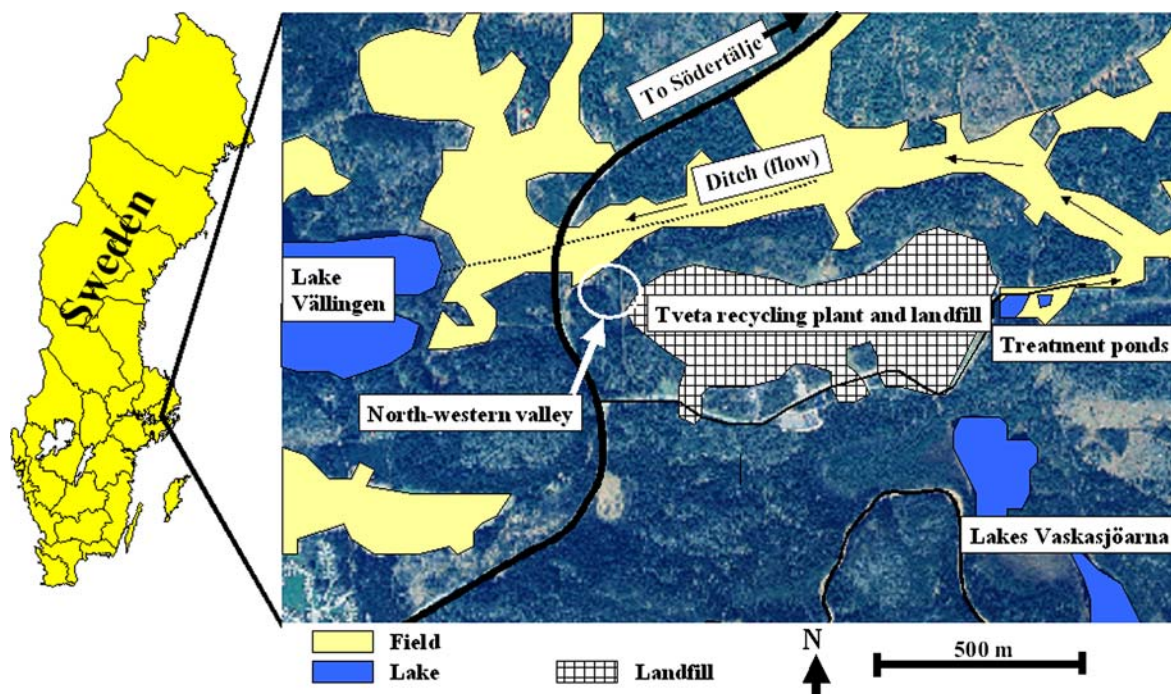 Sweden
To Södertälje
Ditch (flow)
Lake
Vällingen
Tveta recycling plant and landfill
Treatment ponds
North-western valley
Lakes Vaskasjöarna
Field
Lake
Landfill
N
500 m